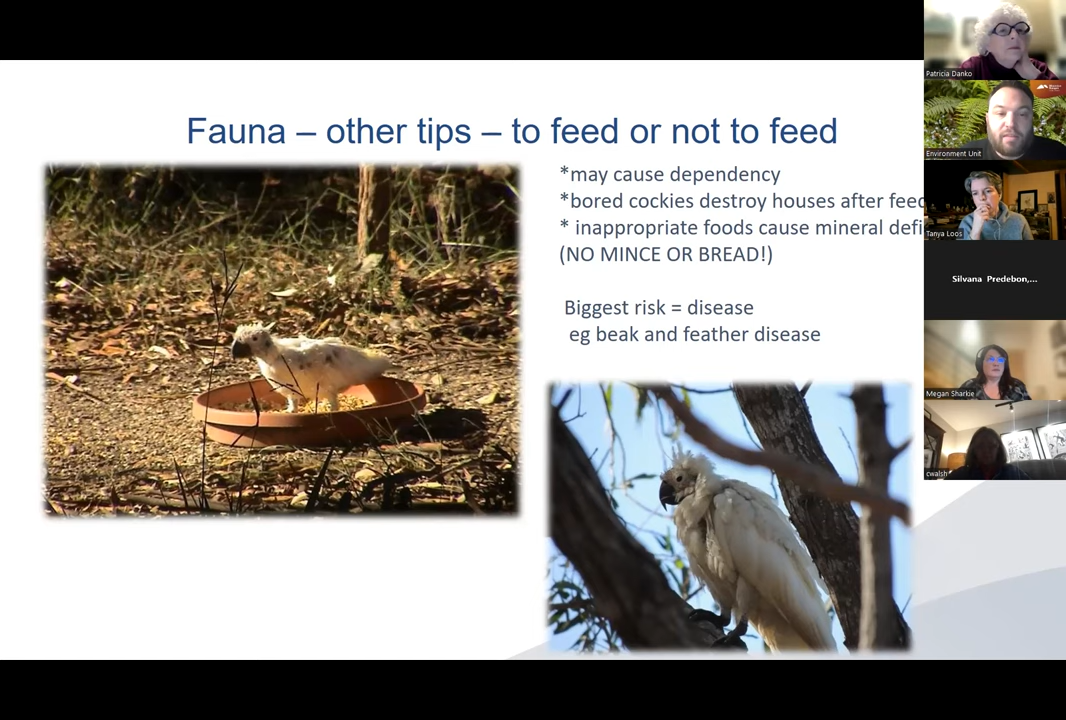 Fauna – other tips – to feed or not to feed
*may cause dependency
*bored cockies destroy houses after feed
* inappropriate foods cause mineral defi
(NO MINCE OR BREAD!)
Biggest risk = disease
eg beak and feather disease
Patricia Danko
Environment Unit
Tanya Loos
Silvana Predebon,...
Megan Sharkie
cwalsh